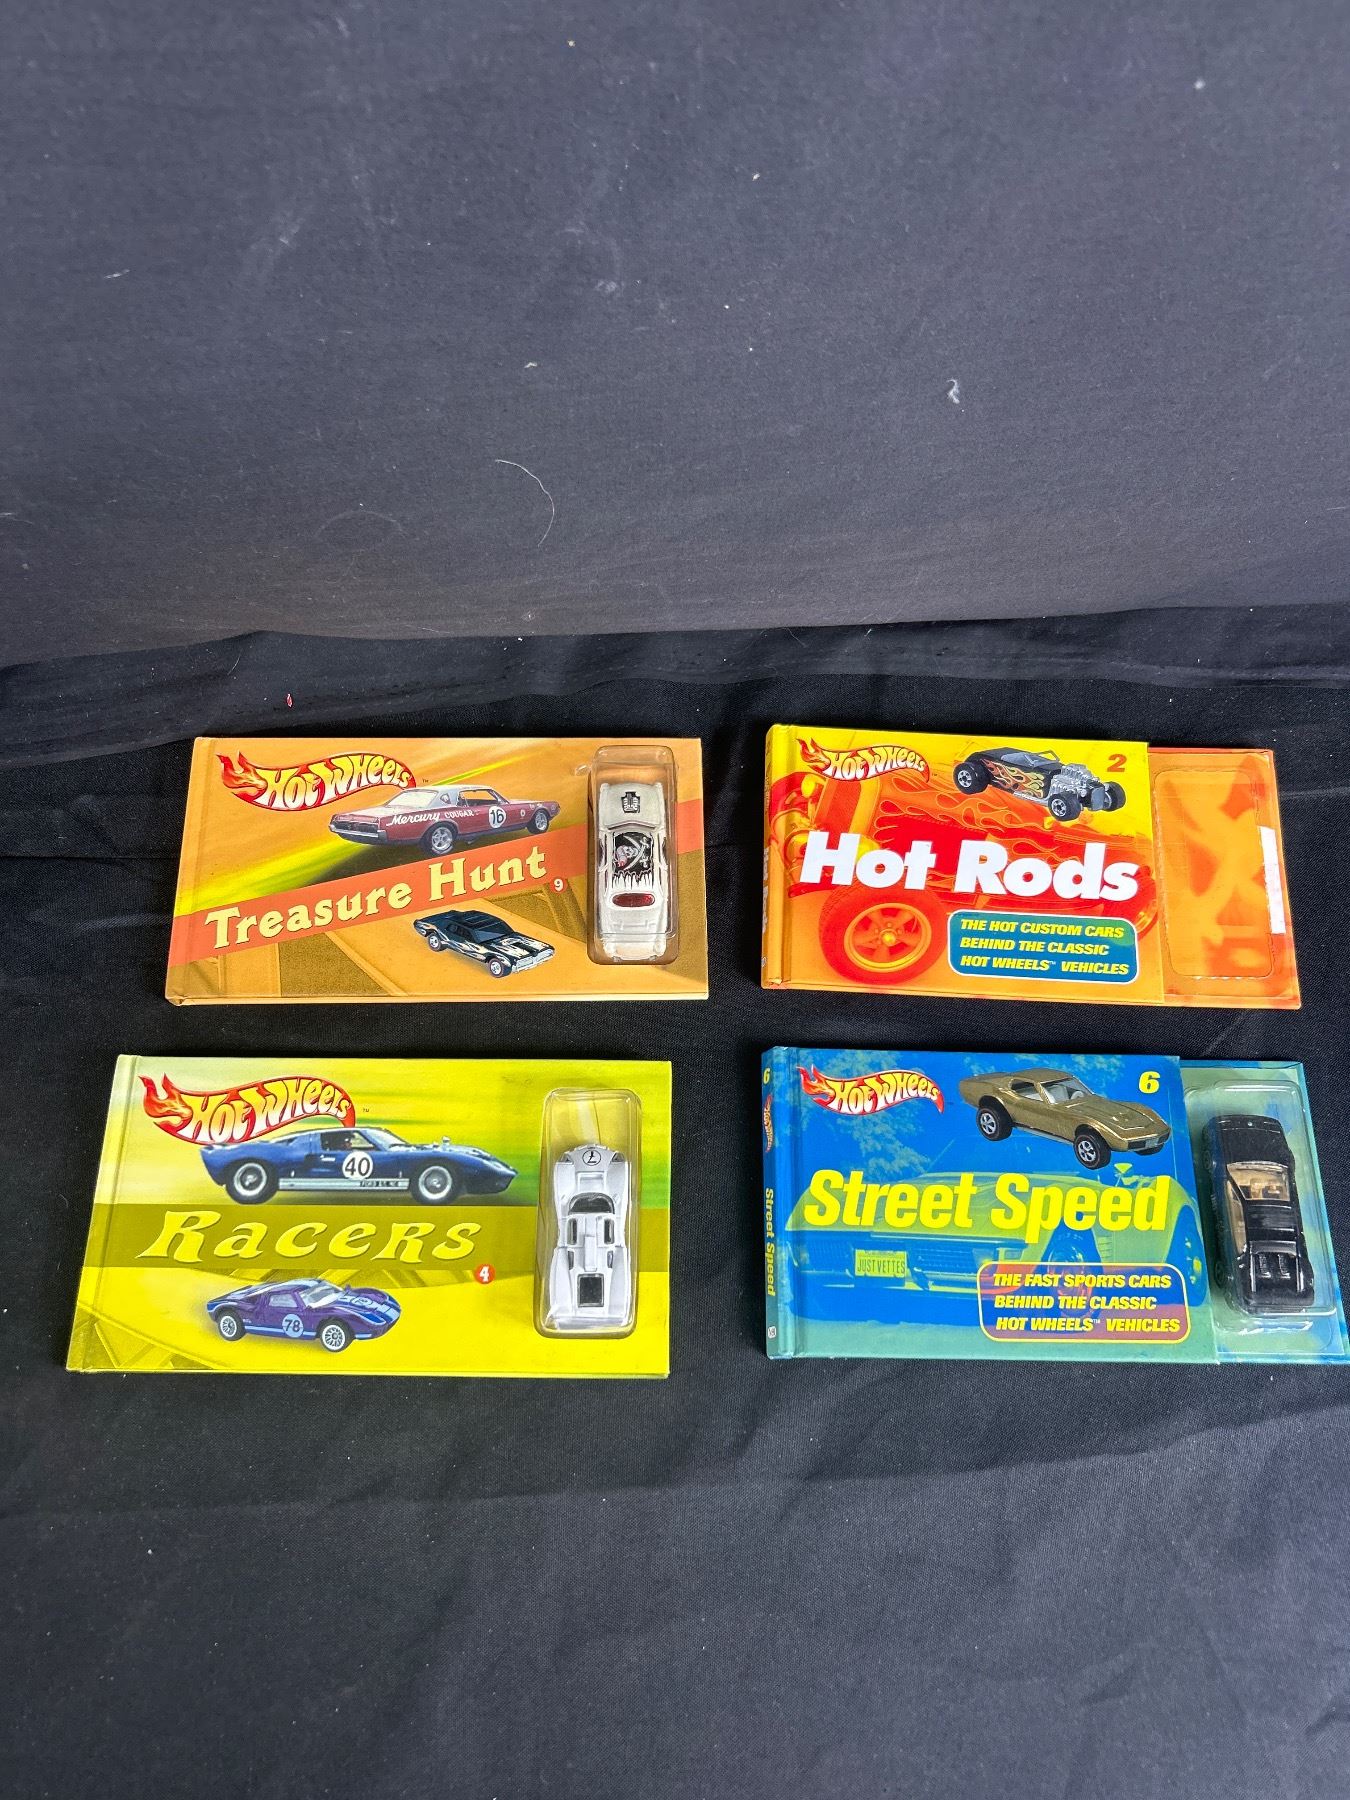 Hot Wheels™
Mercury COUGAR
16
Treasure Hunt
9
Hot Wheels
2
Hot Rods
THE HOT CUSTOM CARS
BEHIND THE CLASSIC
HOT WHEELS™ VEHICLES
Hot Wheels™
40
Racers
4
78
6
Street Speed
Hot Wheels
6
Street Speed
JUSTVETTES
THE FAST SPORTS CARS
BEHIND THE CLASSIC
HOT WHEELS™ VEHICLES